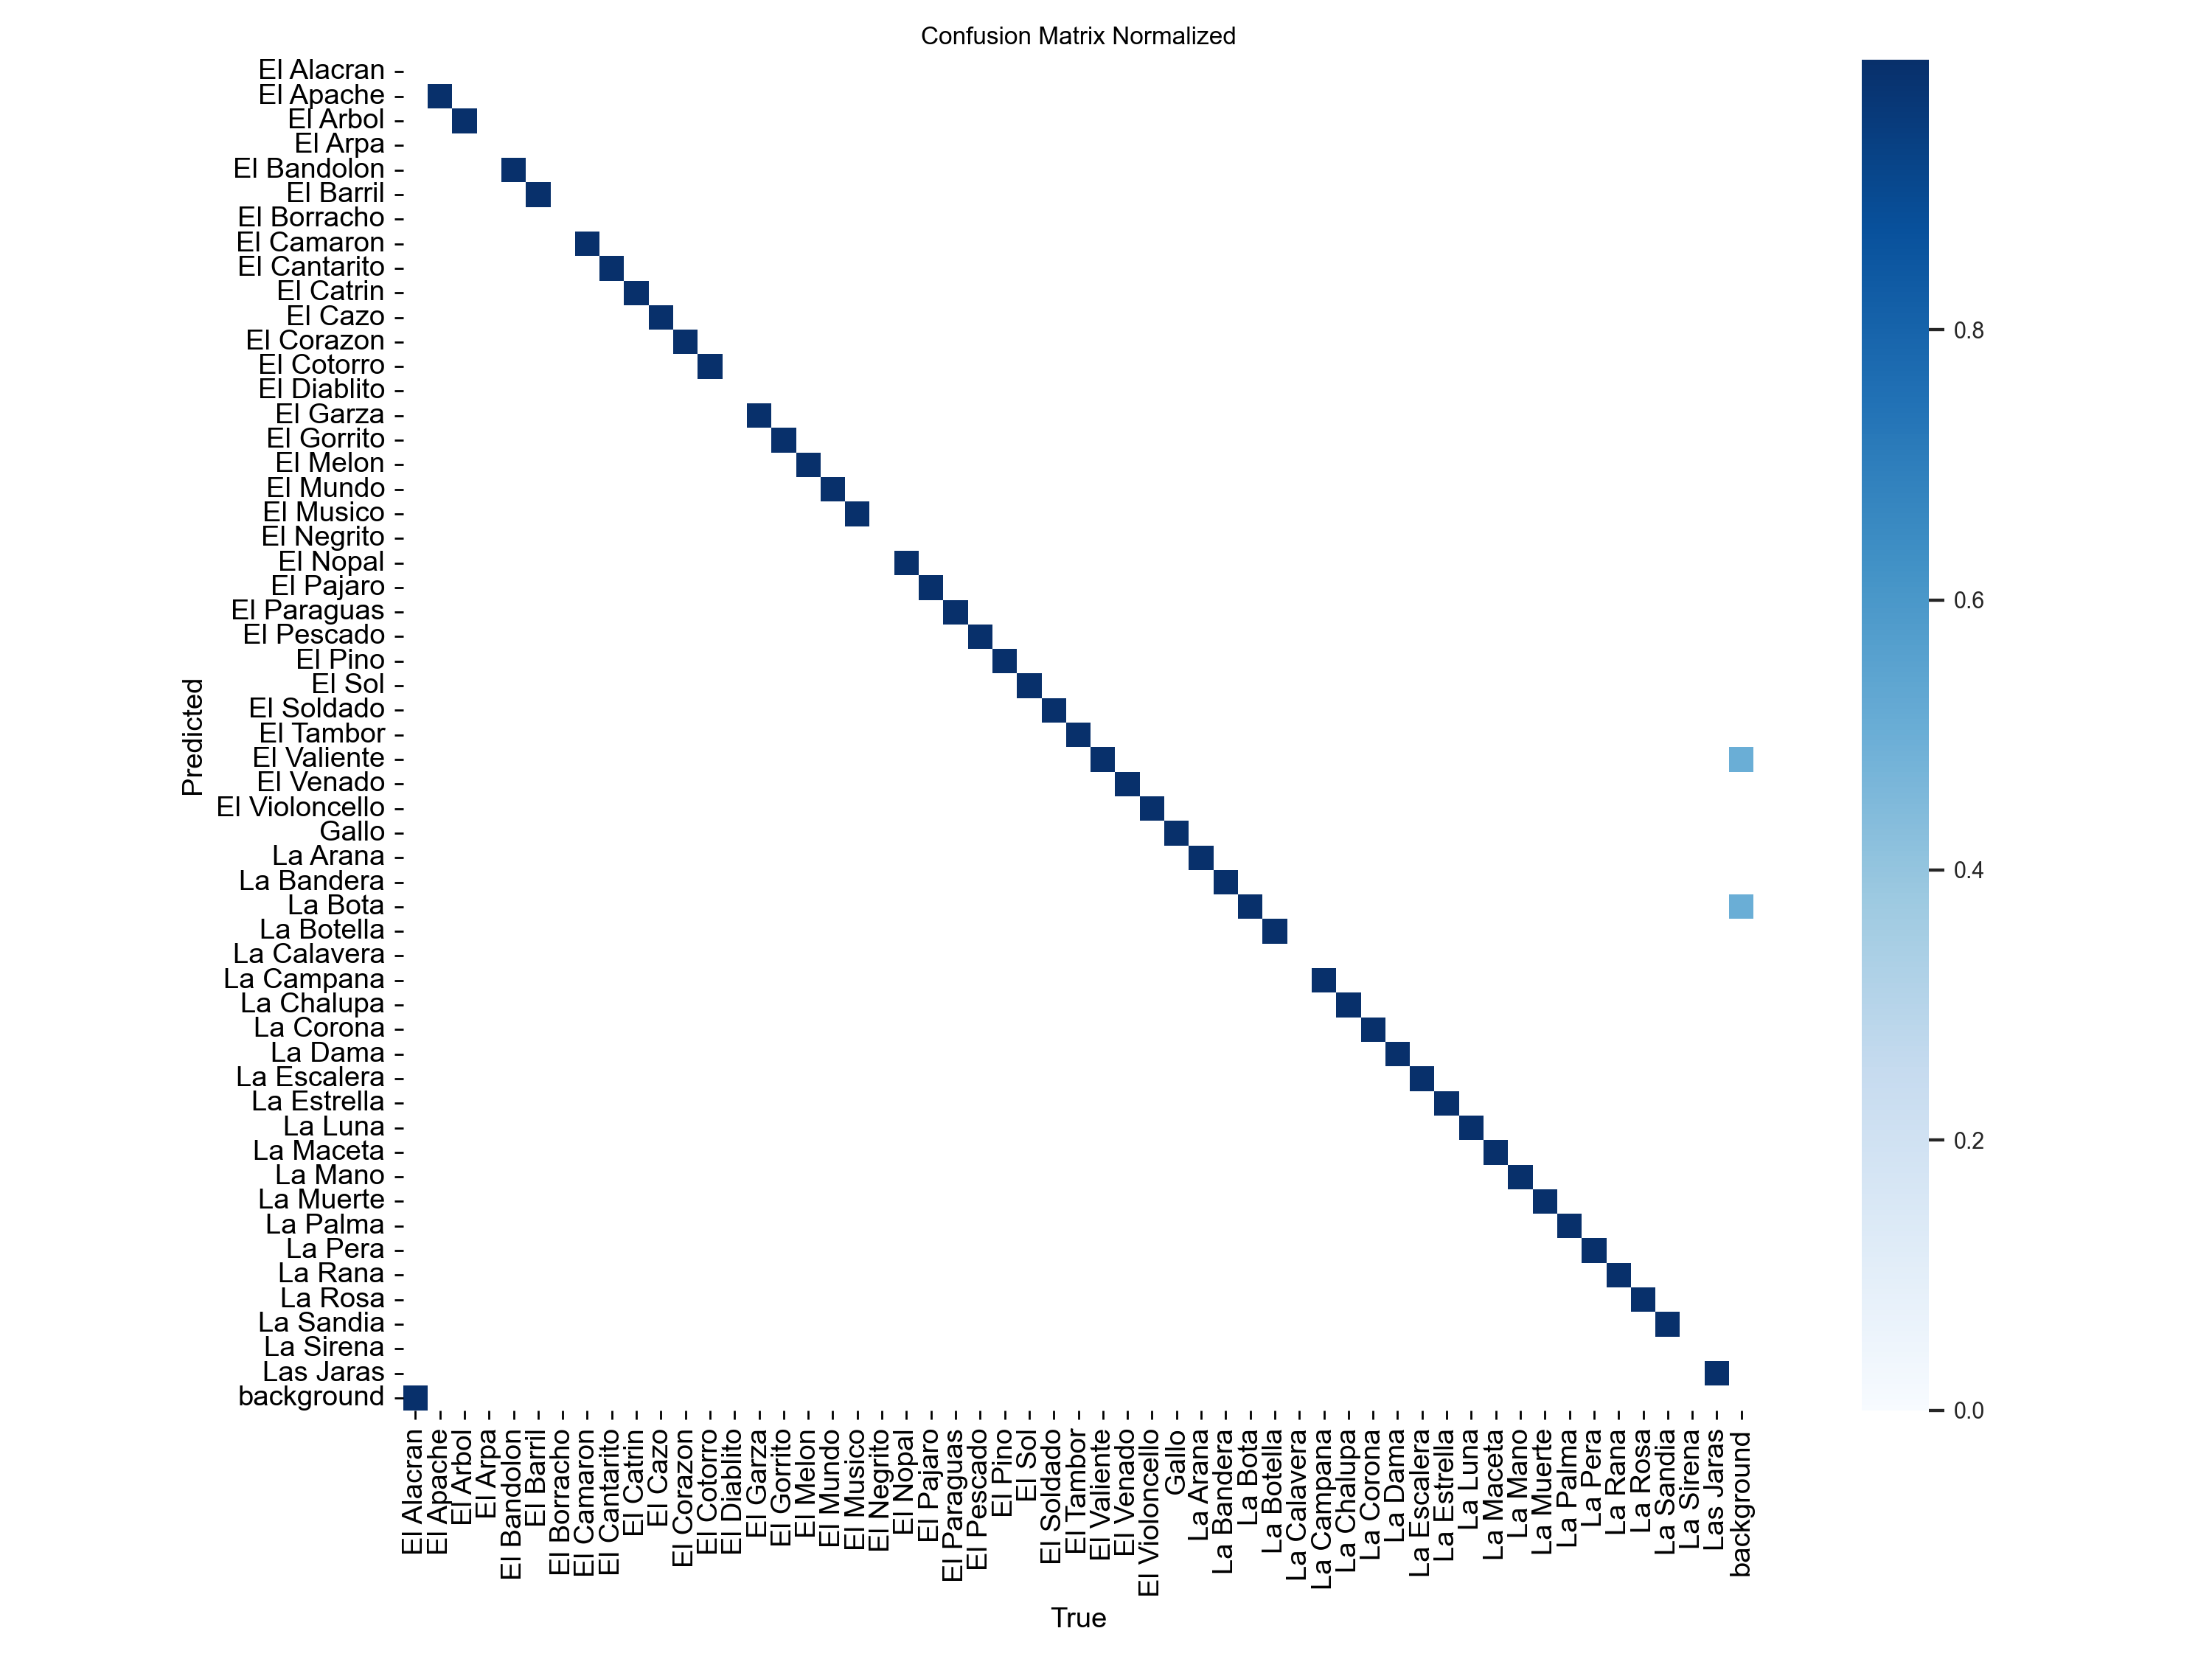 Confusion Matrix Normalized
El Alacran
El Apache
El Arbol
El Arpa
El Bandolon
El Barril
El Borracho
El Camaron
El Cantarito
El Catrin
El Cazo
El Corazon
El Cotorro
El Diablito
El Garza
El Gorrito
El Melon
El Mundo
El Musico
El Negrito
El Nopal
El Pajaro
El Paraguas
El Pescado
El Pino
El Sol
El Soldado
El Tambor
El Valiente
El Venado
El Violoncello
Gallo
La Arana
La Bandera
La Bota
La Botella
La Calavera
La Campana
La Chalupa
La Corona
La Dama
La Escalera
La Estrella
La Luna
La Maceta
La Mano
La Muerte
La Palma
La Pera
La Rana
La Rosa
La Sandia
La Sirena
Las Jaras
background
Predicted
El Alacran
El Apache
El Arbol
El Arpa
El Bandolon
El Barril
El Borracho
El Camaron
El Cantarito
El Catrin
El Cazo
El Corazon
El Cotorro
El Diablito
El Garza
El Gorrito
El Melon
El Mundo
El Musico
El Negrito
El Nopal
El Pajaro
El Paraguas
El Pescado
El Pino
El Sol
El Soldado
El Tambor
El Valiente
El Venado
El Violoncello
Gallo
La Arana
La Bandera
La Bota
La Botella
La Calavera
La Campana
La Chalupa
La Corona
La Dama
La Escalera
La Estrella
La Luna
La Maceta
La Mano
La Muerte
La Palma
La Pera
La Rana
La Rosa
La Sandia
La Sirena
Las Jaras
background
True
0.8
0.6
0.4
0.2
0.0